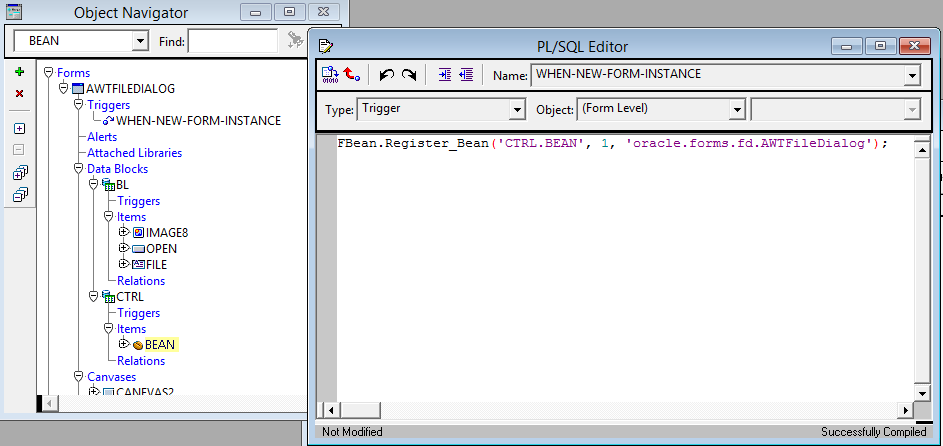 Object Navigator
BEAN
Find:
Forms
AWTFILEDIALOG
Triggers
WHEN-NEW-FORM-INSTANCE
Alerts
Attached Libraries
Data Blocks
BL
Triggers
Items
IMAGE8
OPEN
FILE
Relations
CTRL
Triggers
Items
BEAN
Relations
Canvases
CANEVAS2
PL/SQL Editor
01010
Name: WHEN-NEW-FORM-INSTANCE
Type: Trigger Object: (Form Level)
FBean.Register_Bean('CTRL.BEAN', 1, 'oracle.forms.fd.AWTFileDialog');
Not Modified Successfully Compiled